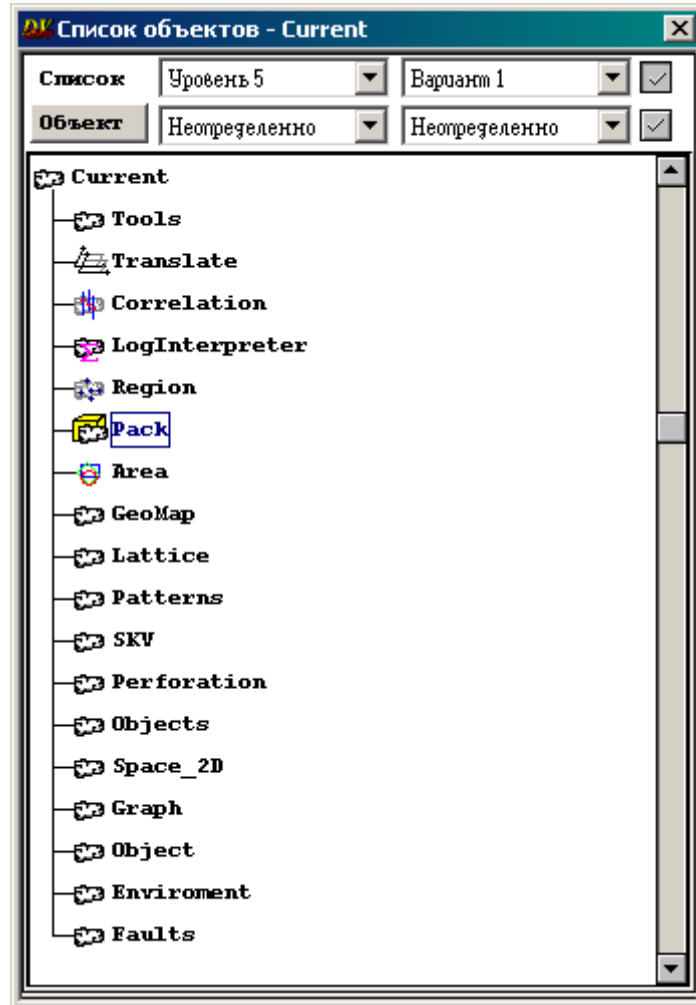 DK Список объектов - Current
Список Уровень 5 Вариант 1
Объект Неопределенно Неопределенно
Current
Tools
Translate
Correlation
LogInterpreter
Region
Pack
Area
GeoMap
Lattice
Patterns
SKV
Perforation
Objects
Space_2D
Graph
Object
Enviroment
Faults